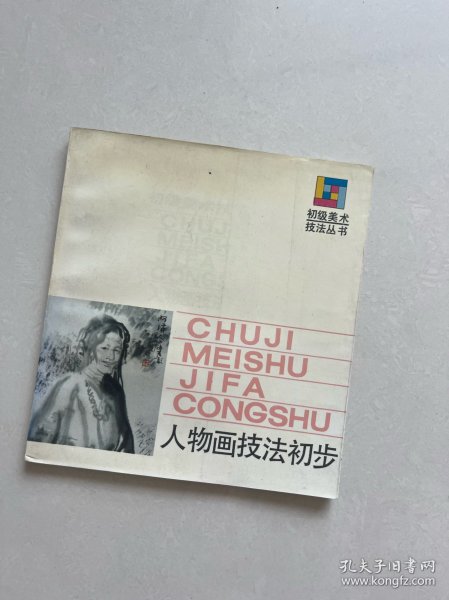 初级美术
技法丛书
CHUJI
MEISHU
JIFA
CONGSHU
人物画技法初步
孔夫子旧书网
www.kongfz.com